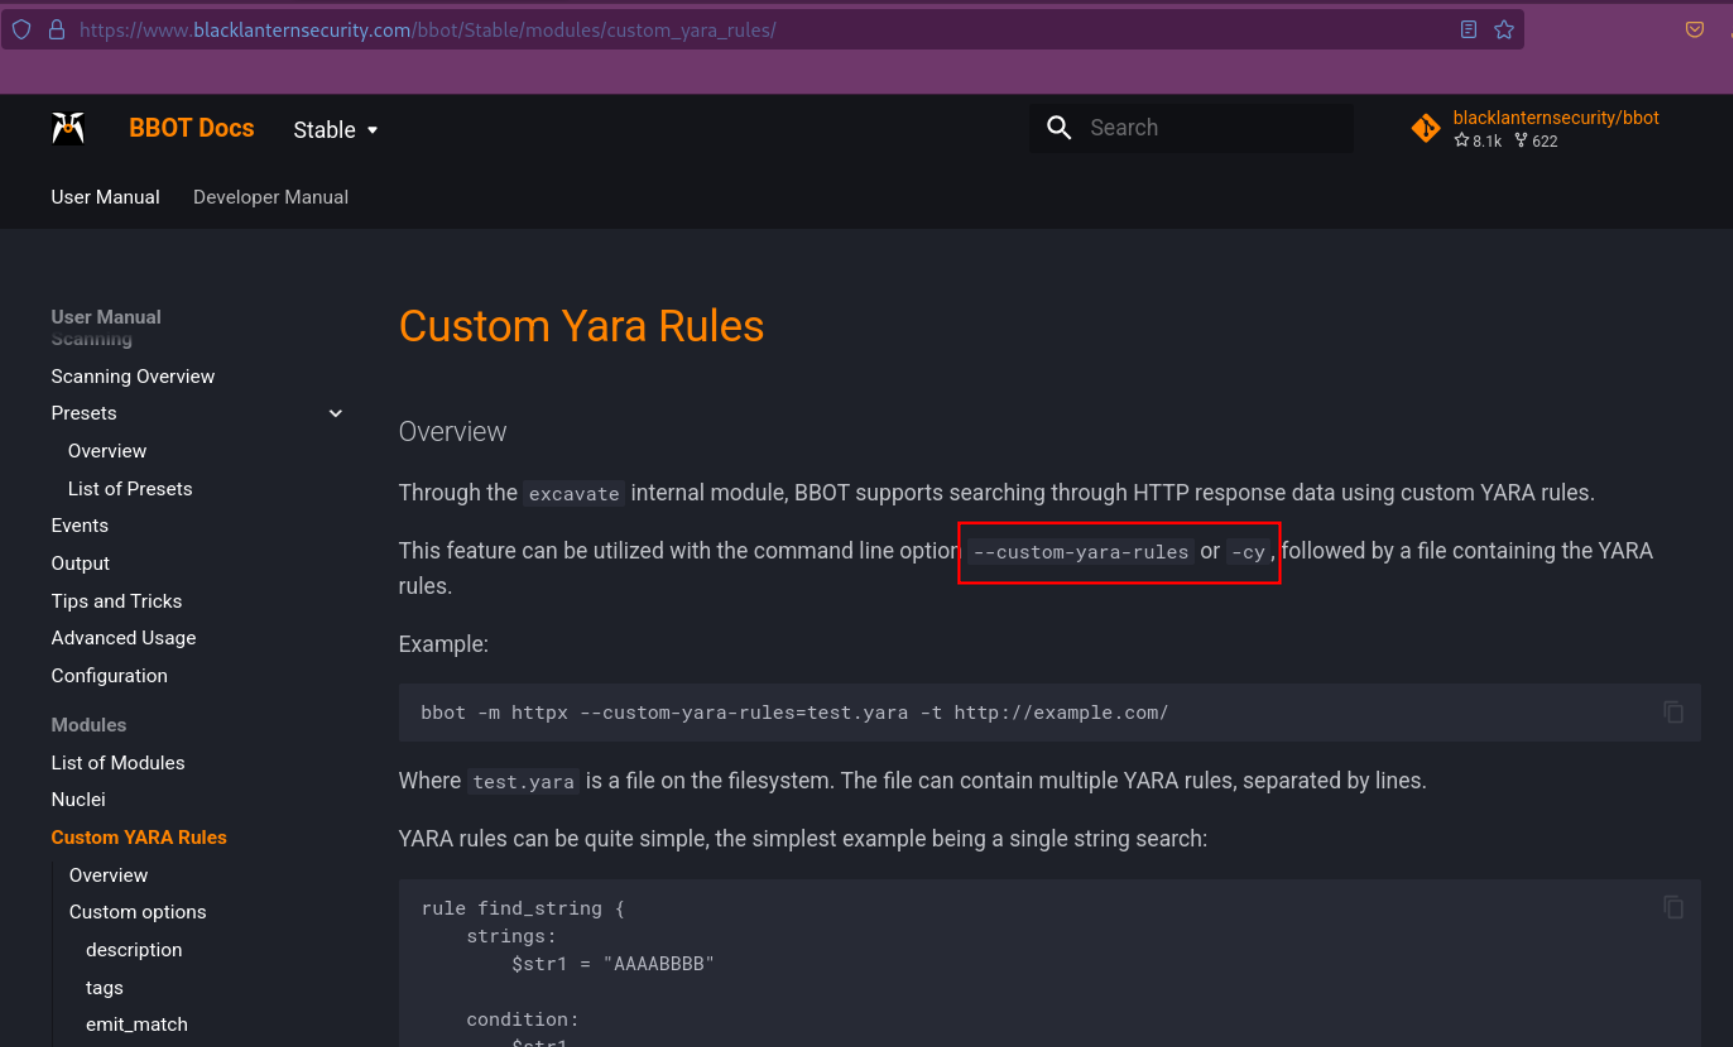 https://www.blacklanternsecurity.com/bbot/Stable/modules/custom_yara_rules/
BBOT Docs
Stable
Search
blacklanternsecurity/bbot
8.1k 622
User Manual
Developer Manual
User Manual
Scanning
Scanning Overview
Presets
Overview
List of Presets
Events
Output
Tips and Tricks
Advanced Usage
Configuration
Modules
List of Modules
Nuclei
Custom YARA Rules
Overview
Custom options
description
tags
emit_match
Custom Yara Rules
Overview
Through the excavate internal module, BBOT supports searching through HTTP response data using custom YARA rules.
This feature can be utilized with the command line option --custom-yara-rules or -cy, followed by a file containing the YARA
rules.
Example:
bbot -m httpx --custom-yara-rules=test.yara -t http://example.com/
Where test.yara is a file on the filesystem. The file can contain multiple YARA rules, separated by lines.
YARA rules can be quite simple, the simplest example being a single string search:
rule find_string {
strings:
$str1 = "AAAABBBB"
condition:
$str1